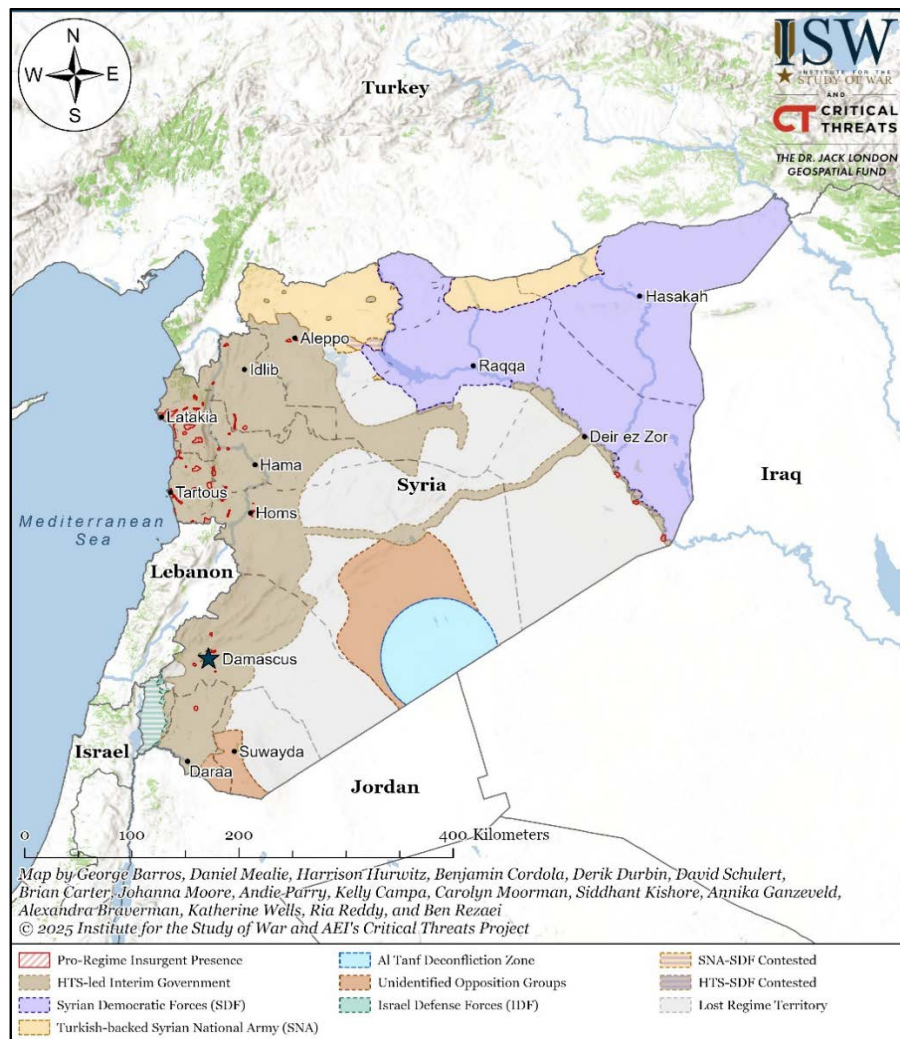 N
W
E
S
ISW
INSTITUTE FOR THE
STUDY OF WAR
AND
CT CRITICAL
THREATS
THE DR. JACK LONDON
GEOSPATIAL FUND
Turkey
Hasakah
Aleppo
Idlib
Raqqa
Latakia
Deir ez Zor
Hama
Syria
Iraq
Tartous
Homs
Mediterranean
Sea
Lebanon
Damascus
Israel
Suwayda
Daraa
Jordan
0 100 200 400 Kilometers
Map by George Barros, Daniel Mealie, Harrison Hurwitz, Benjamin Cordola, Derik Durbin, David Schulert,
Brian Carter, Johanna Moore, Andie Parry, Kelly Campa, Carolyn Moorman, Siddhant Kishore, Annika Ganzeveld,
Alexandra Braverman, Katherine Wells, Ria Reddy, and Ben Rezaei
© 2025 Institute for the Study of War and AEI's Critical Threats Project
Pro-Regime Insurgent Presence
HTS-led Interim Government
Syrian Democratic Forces (SDF)
Turkish-backed Syrian National Army (SNA)
Al Tanf Deconfliction Zone
Unidentified Opposition Groups
Israel Defense Forces (IDF)
SNA-SDF Contested
HTS-SDF Contested
Lost Regime Territory